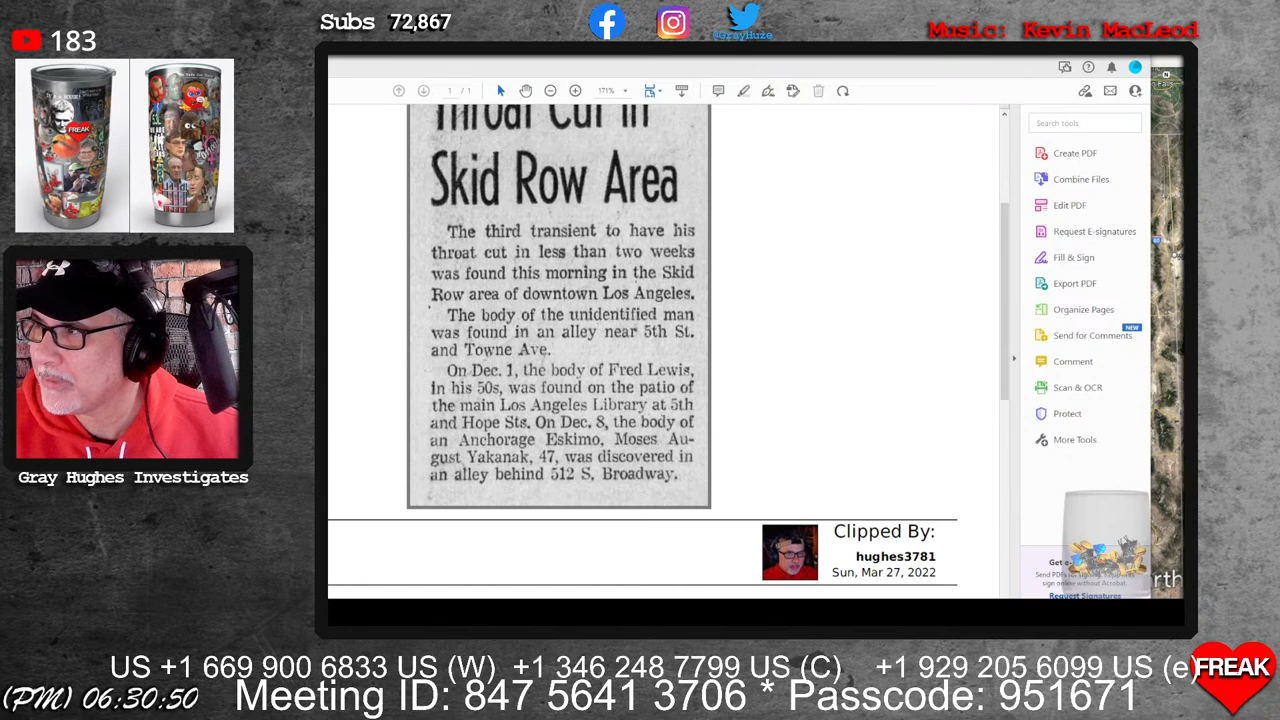 183
Subs 72,867
@GrayHuze
Music: Kevin MacLeod
FREAK
Gray Hughes Investigates
171%
Search tools
Create PDF
Combine Files
Edit PDF
Request E-signatures
Fill & Sign
Export PDF
Organize Pages
Send for Comments
NEW
Comment
Scan & OCR
Protect
More Tools
Throat Cut in
Skid Row Area
The third transient to have his
throat cut in less than two weeks
was found this morning in the Skid
Row area of downtown Los Angeles.
The body of the unidentified man
was found in an alley near 5th St.
and Towne Ave.
On Dec. 1, the body of Fred Lewis,
in his 50s, was found on the patio of
the main Los Angeles Library at 5th
and Hope Sts. On Dec. 8, the body of
an Anchorage Eskimo, Moses Au-
gust Yakanak, 47, was discovered in
an alley behind 512 S. Broadway.
Clipped By:
hughes3781
Sun, Mar 27, 2022
Request Signatures
US +1 669 900 6833 US (W) +1 346 248 7799 US (C) +1 929 205 6099 US (e)
FREAK
(PM) 06:30:50
Meeting ID: 847 5641 3706 * Passcode: 951671